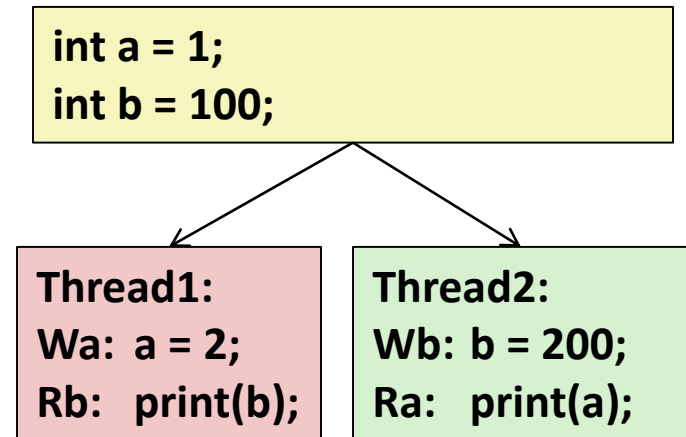 int a = 1;
int b = 100;
Thread1:
Wa: a = 2;
Rb: print(b);
Thread2:
Wb: b = 200;
Ra: print(a);